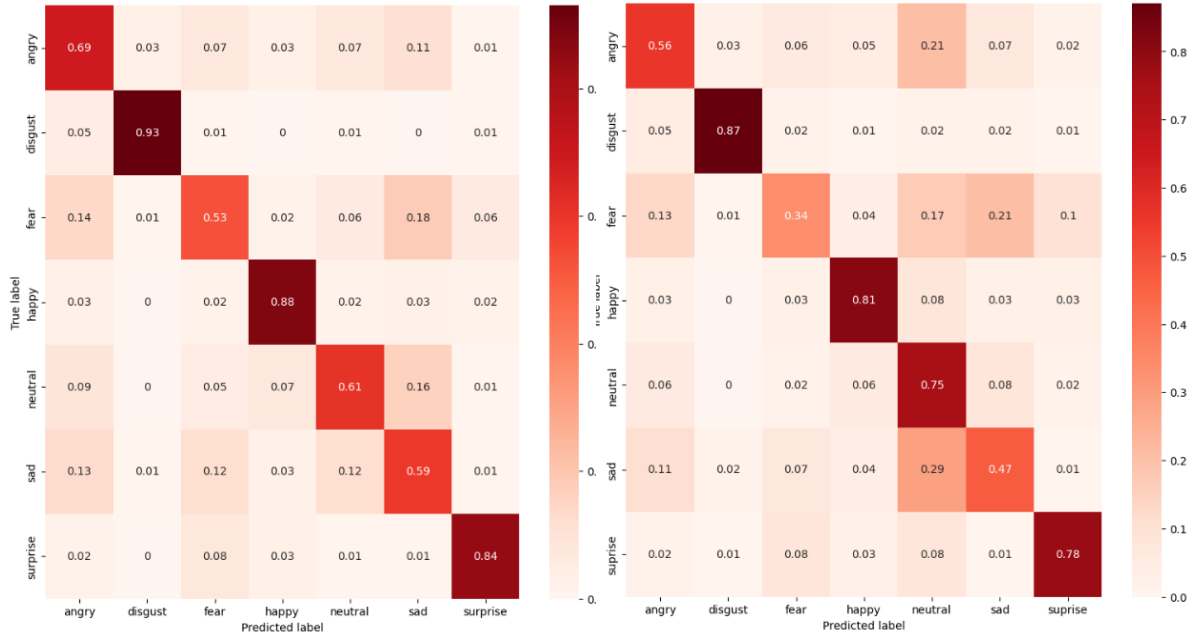 angry 0.69 0.03 0.07 0.03 0.07 0.11 0.01
disgust 0.05 0.93 0.01 0 0.01 0 0.01
fear 0.14 0.01 0.53 0.02 0.06 0.18 0.06
True label
happy 0.03 0 0.02 0.88 0.02 0.03 0.02
neutral 0.09 0 0.05 0.07 0.61 0.16 0.01
sad 0.13 0.01 0.12 0.03 0.12 0.59 0.01
surprise 0.02 0 0.08 0.03 0.01 0.01 0.84
angry disgust fear happy neutral sad surprise
Predicted label
0.
0.
0.
0.
0.
angry 0.56 0.03 0.06 0.05 0.21 0.07 0.02
disgust 0.05 0.87 0.02 0.01 0.02 0.02 0.01
fear 0.13 0.01 0.34 0.04 0.17 0.21 0.1
label
happy 0.03 0 0.03 0.81 0.08 0.03 0.03
neutral 0.06 0 0.02 0.06 0.75 0.08 0.02
sad 0.11 0.02 0.07 0.04 0.29 0.47 0.01
suprise 0.02 0.01 0.08 0.03 0.08 0.01 0.78
angry disgust fear happy neutral sad suprise
Predicted label
0.8
0.7
0.6
0.5
0.4
0.3
0.2
0.1
0.0